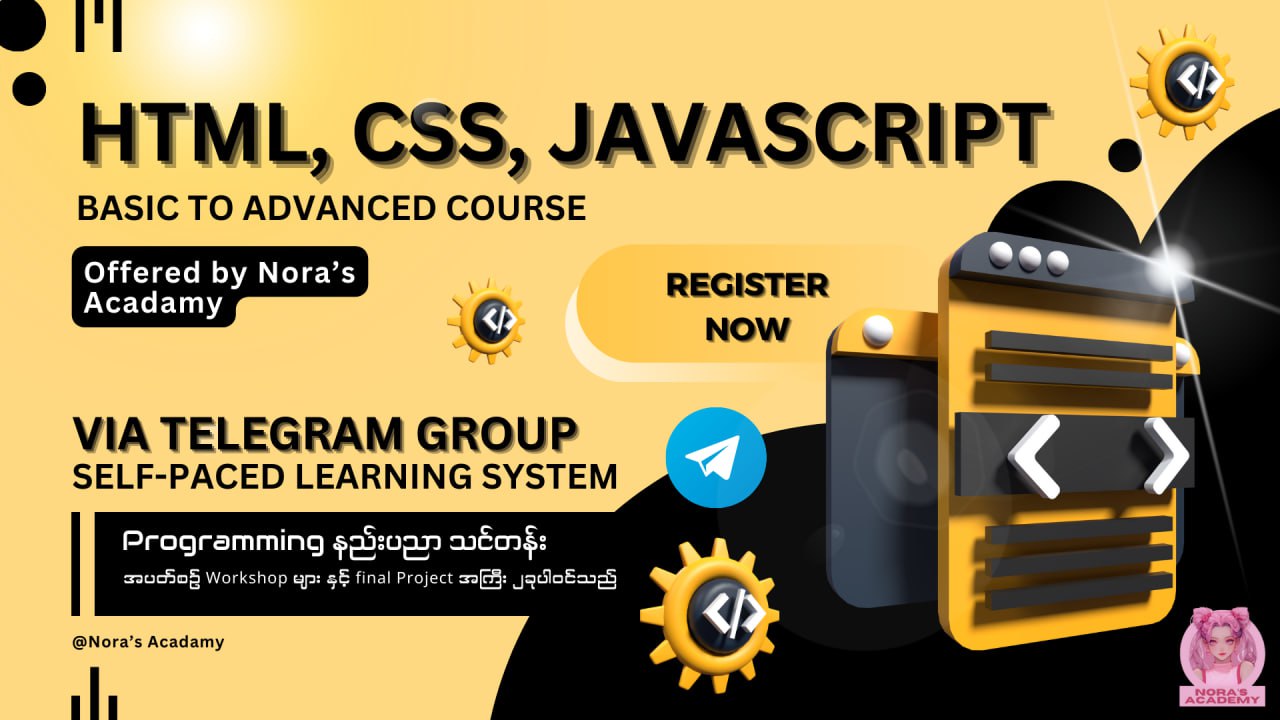 HTML, CSS, JAVASCRIPT
BASIC TO ADVANCED COURSE
Offered by Nora's
Acadamy
REGISTER
NOW
VIA TELEGRAM GROUP
SELF-PACED LEARNING SYSTEM
Programming နည်းပညာ သင်တန်း
အပတ်စဉ် Workshop များ နှင့် final Project အကြီး ၂ခုပါဝင်သည်
@Nora's Acadamy
NORA'S
ACADEMY